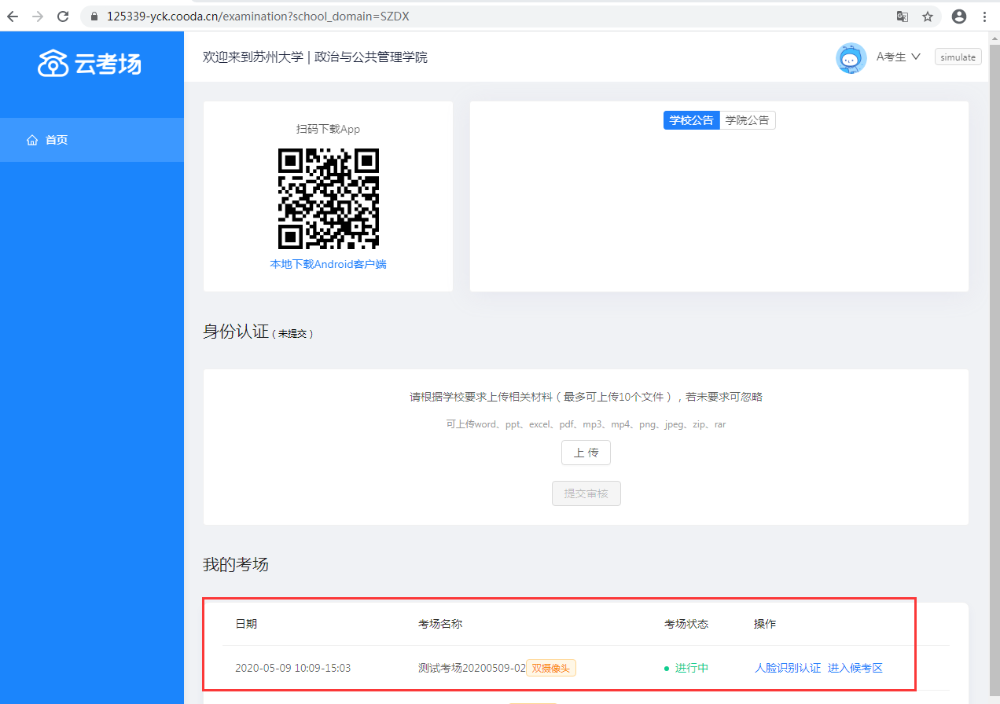 125339-yck.cooda.cn/examination?school_domain=SZDX
云考场
欢迎来到苏州大学 | 政治与公共管理学院
A考生
simulate
首页
扫码下载App
本地下载Android客户端
学校公告 学院公告
身份认证 ( 未提交 )
请根据学校要求上传相关材料（最多可上传10个文件），若未要求可忽略
可上传word、ppt、excel、pdf、mp3、mp4、png、jpeg、zip、rar
上 传
提交审核
我的考场
日期 考场名称 考场状态 操作
2020-05-09 10:09-15:03 测试考场20200509-02 双摄像头 进行中 人脸识别认证 进入候考区